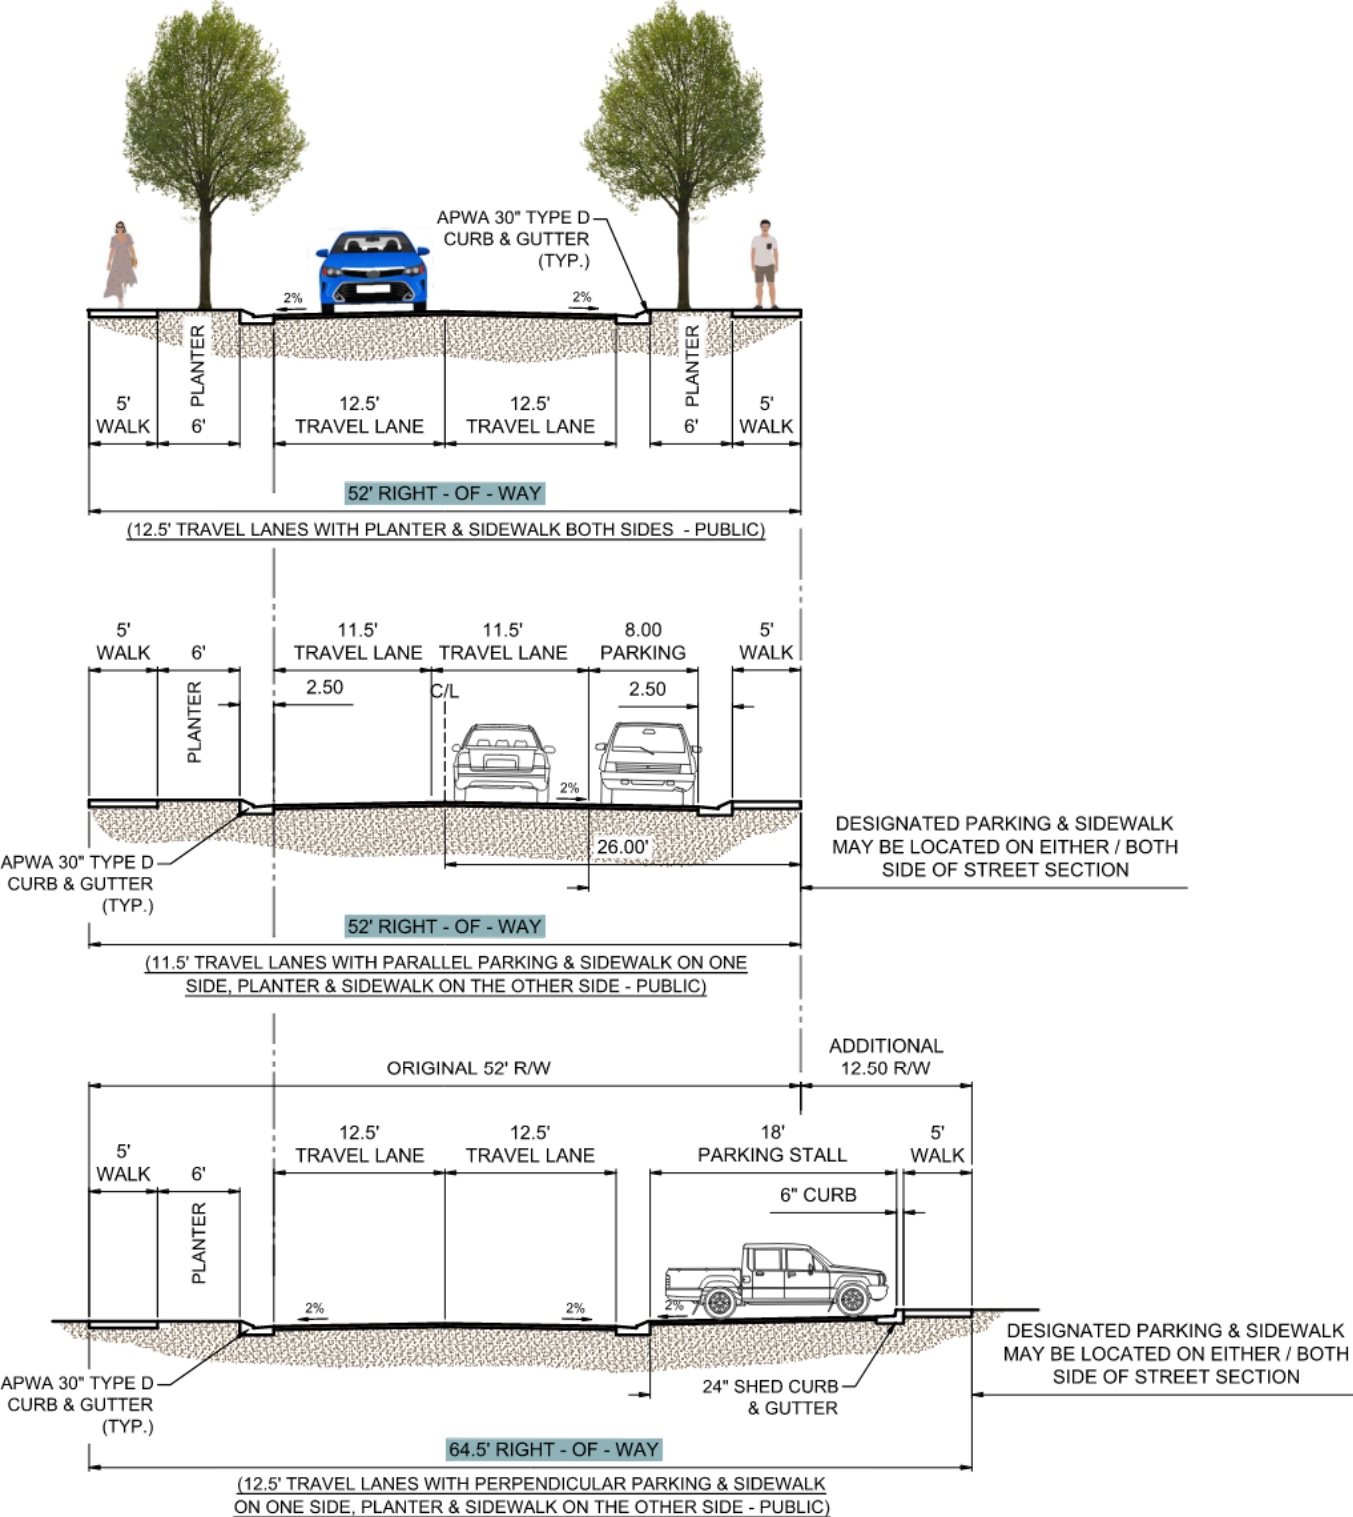 APWA 30" TYPE D
CURB & GUTTER
(TYP.)
2%
2%
PLANTER
PLANTER
5'
WALK
6'
12.5'
TRAVEL LANE
12.5'
TRAVEL LANE
6'
5'
WALK
52' RIGHT - OF - WAY
(12.5' TRAVEL LANES WITH PLANTER & SIDEWALK BOTH SIDES - PUBLIC)
5'
WALK
6'
11.5'
TRAVEL LANE
11.5'
TRAVEL LANE
8.00
PARKING
5'
WALK
PLANTER
2.50
C/L
2.50
2%
26.00'
APWA 30" TYPE D
CURB & GUTTER
(TYP.)
DESIGNATED PARKING & SIDEWALK
MAY BE LOCATED ON EITHER / BOTH
SIDE OF STREET SECTION
52' RIGHT - OF - WAY
(11.5' TRAVEL LANES WITH PARALLEL PARKING & SIDEWALK ON ONE
SIDE, PLANTER & SIDEWALK ON THE OTHER SIDE - PUBLIC)
ORIGINAL 52' R/W
ADDITIONAL
12.50 R/W
5'
WALK
6'
12.5'
TRAVEL LANE
12.5'
TRAVEL LANE
18'
PARKING STALL
5'
WALK
6" CURB
PLANTER
2%
2%
2%
APWA 30" TYPE D
CURB & GUTTER
(TYP.)
24" SHED CURB
& GUTTER
DESIGNATED PARKING & SIDEWALK
MAY BE LOCATED ON EITHER / BOTH
SIDE OF STREET SECTION
64.5' RIGHT - OF - WAY
(12.5' TRAVEL LANES WITH PERPENDICULAR PARKING & SIDEWALK
ON ONE SIDE, PLANTER & SIDEWALK ON THE OTHER SIDE - PUBLIC)